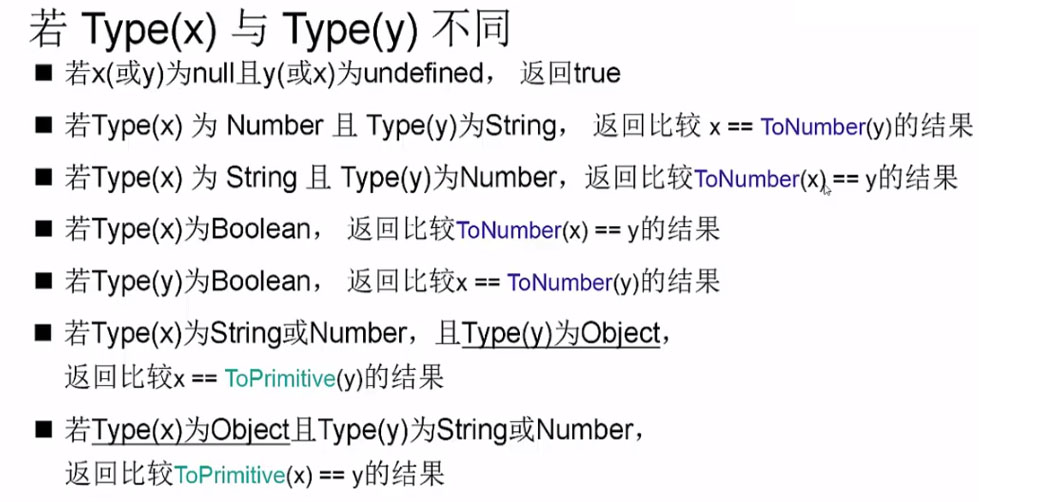 若 Type(x) 与 Type(y) 不同
■ 若x(或y)为null且y(或x)为undefined， 返回true
■ 若Type(x) 为 Number 且 Type(y)为String， 返回比较 x == ToNumber(y)的结果
■ 若Type(x) 为 String 且 Type(y)为Number，返回比较ToNumber(x) == y的结果
■ 若Type(x)为Boolean， 返回比较ToNumber(x) == y的结果
■ 若Type(y)为Boolean， 返回比较x == ToNumber(y)的结果
■ 若Type(x)为String或Number，且Type(y)为Object，
返回比较x == ToPrimitive(y)的结果
■ 若Type(x)为Object且Type(y)为String或Number，
返回比较ToPrimitive(x) == y的结果